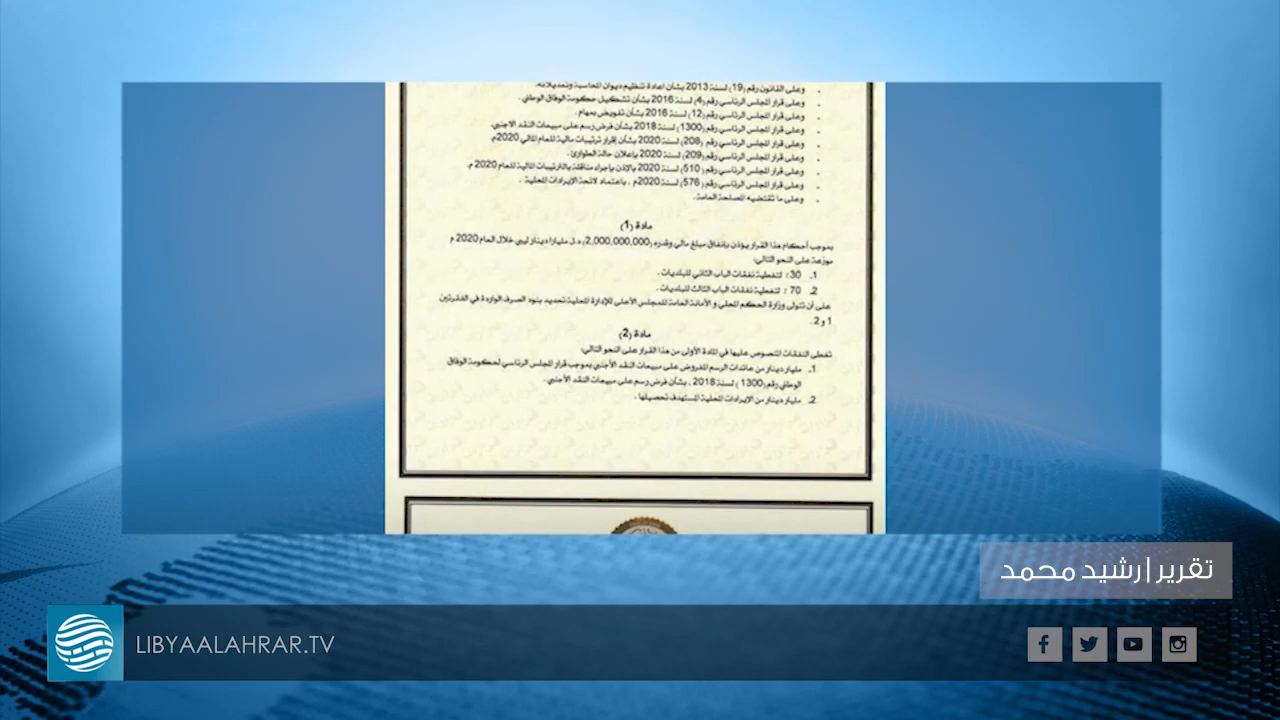 وعلى القانون رقم (19) لسنة 2013 بشأن إعادة تنظيم ديوان المحاسبة وتعديلاته.
وعلى قرار المجلس الرئاسي رقم (4) لسنة 2016 بشأن تشكيل حكومة الوفاق الوطني.
وعلى قرار المجلس الرئاسي رقم (12) لسنة 2016 بشأن تفويض بمهام.
وعلى قرار المجلس الرئاسي رقم (1300) لسنة 2018 بشأن فرض رسم على مبيعات النقد الاجنبي.
وعلى قرار المجلس الرئاسي رقم (208) لسنة 2020 بشأن إقرار ترتيبات مالية للعام المالي 2020م.
وعلى قرار المجلس الرئاسي رقم (209) لسنة 2020 بإعلان حالة الطوارئ.
وعلى قرار المجلس الرئاسي رقم (510) لسنة 2020 بالاذن بإجراء مناقلة بالترتيبات المالية للعام 2020 م.
وعلى قرار المجلس الرئاسي رقم (576) لسنة 2020م ، باعتماد لائحة الإيرادات المحلية .
وعلى ما تقتضيه المصلحة العامة.
مادة (1)
بموجب أحكام هذا القرار يؤذن بإنفاق مبلغ مالي وقدره (2,000,000,000) د.ل مليارا دينار ليبي خلال العام 2020 م
موزعة على النحو التالي:
1. 30٪ لتغطية نفقات الباب الثاني للبلديات .
2. 70 ٪ لتغطية نفقات الباب الثالث للبلديات .
على أن تتولى وزارة الحكم المحلي و الأمانة العامة للمجلس الأعلى للإدارة المحلية تحديد بنود الصرف الواردة في الفقرتين
1 و 2 .
مادة (2)
تغطى النفقات المنصوص عليها في المادة الأولى من هذا القرار على النحو التالي:
1. مليار دينار من عائدات الرسم المفروض على مبيعات النقد الأجنبي بموجب قرار المجلس الرئاسي لحكومة الوفاق
الوطني رقم (1300 ) لسنة 2018 ، بشأن فرض رسم على مبيعات النقد الأجنبي.
2. مليار دينار من الإيرادات المحلية المستهدف تحصيلها .
تقرير | رشيد محمد
LIBYAALAHRAR.TV